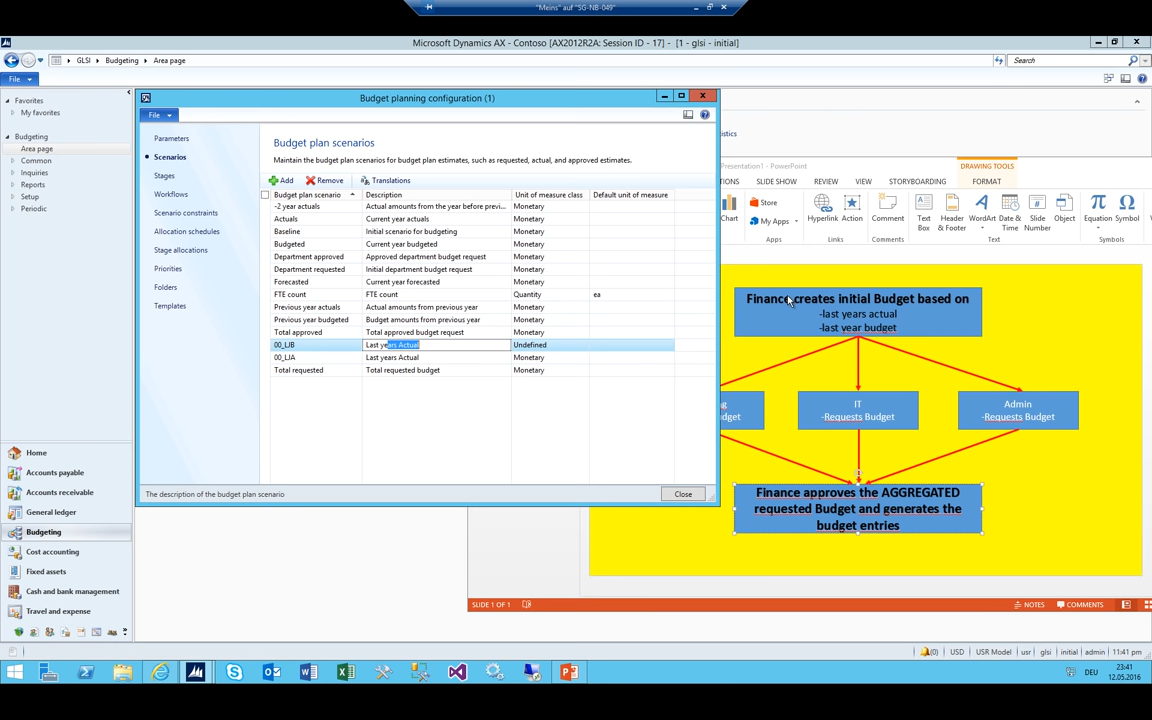 "Meins" auf "SG-NB-049"
Microsoft Dynamics AX - Contoso [AX2012R2A: Session ID - 17] - [1 - glsi - initial]
GLSI Budgeting Area page
Search
File
Favorites
My favorites
Budgeting
Area page
Common
Inquiries
Reports
Setup
Periodic
Home
Accounts payable
Accounts receivable
General ledger
Budgeting
Cost accounting
Fixed assets
Cash and bank management
Travel and expense
Budget planning configuration (1)
File
Parameters
Scenarios
Stages
Workflows
Scenario constraints
Allocation schedules
Stage allocations
Priorities
Folders
Templates
Budget plan scenarios
Maintain the budget plan scenarios for budget plan estimates, such as requested, actual, and approved estimates.
Add Remove Translations
Budget plan scenario Description Unit of measure class Default unit of measure
-2 year actuals Actual amounts from the year before previ... Monetary
Actuals Current year actuals Monetary
Baseline Initial scenario for budgeting Monetary
Budgeted Current year budgeted Monetary
Department approved Approved department budget request Monetary
Department requested Initial department budget request Monetary
Forecasted Current year forecasted Monetary
FTE count FTE count Quantity ea
Previous year actuals Actual amounts from previous year Monetary
Previous year budgeted Budget amounts from previous year Monetary
Total approved Total approved budget request Monetary
00_LJB Last years Actual Undefined
00_LJA Last years Actual Monetary
Total requested Total requested budget Monetary
The description of the budget plan scenario
Close
istics
Presentation1 - PowerPoint
DRAWING TOOLS
IONS SLIDE SHOW REVIEW VIEW STORYBOARDING FORMAT
Chart
Store
My Apps
Apps
Hyperlink Action
Links
Comment
Comments
Text Box
Header & Footer
WordArt
Date & Time
Slide Number
Object
Text
Equation Symbol
Symbols
Finance creates initial Budget based on
-last years actual
-last year budget
g
dget
IT
-Requests Budget
Admin
-Requests Budget
Finance approves the AGGREGATED
requested Budget and generates the
budget entries
SLIDE 1 OF 1
NOTES COMMENTS
(0) USD USR Model usr glsi initial admin 11:41 pm
DEU
23:41
12.05.2016